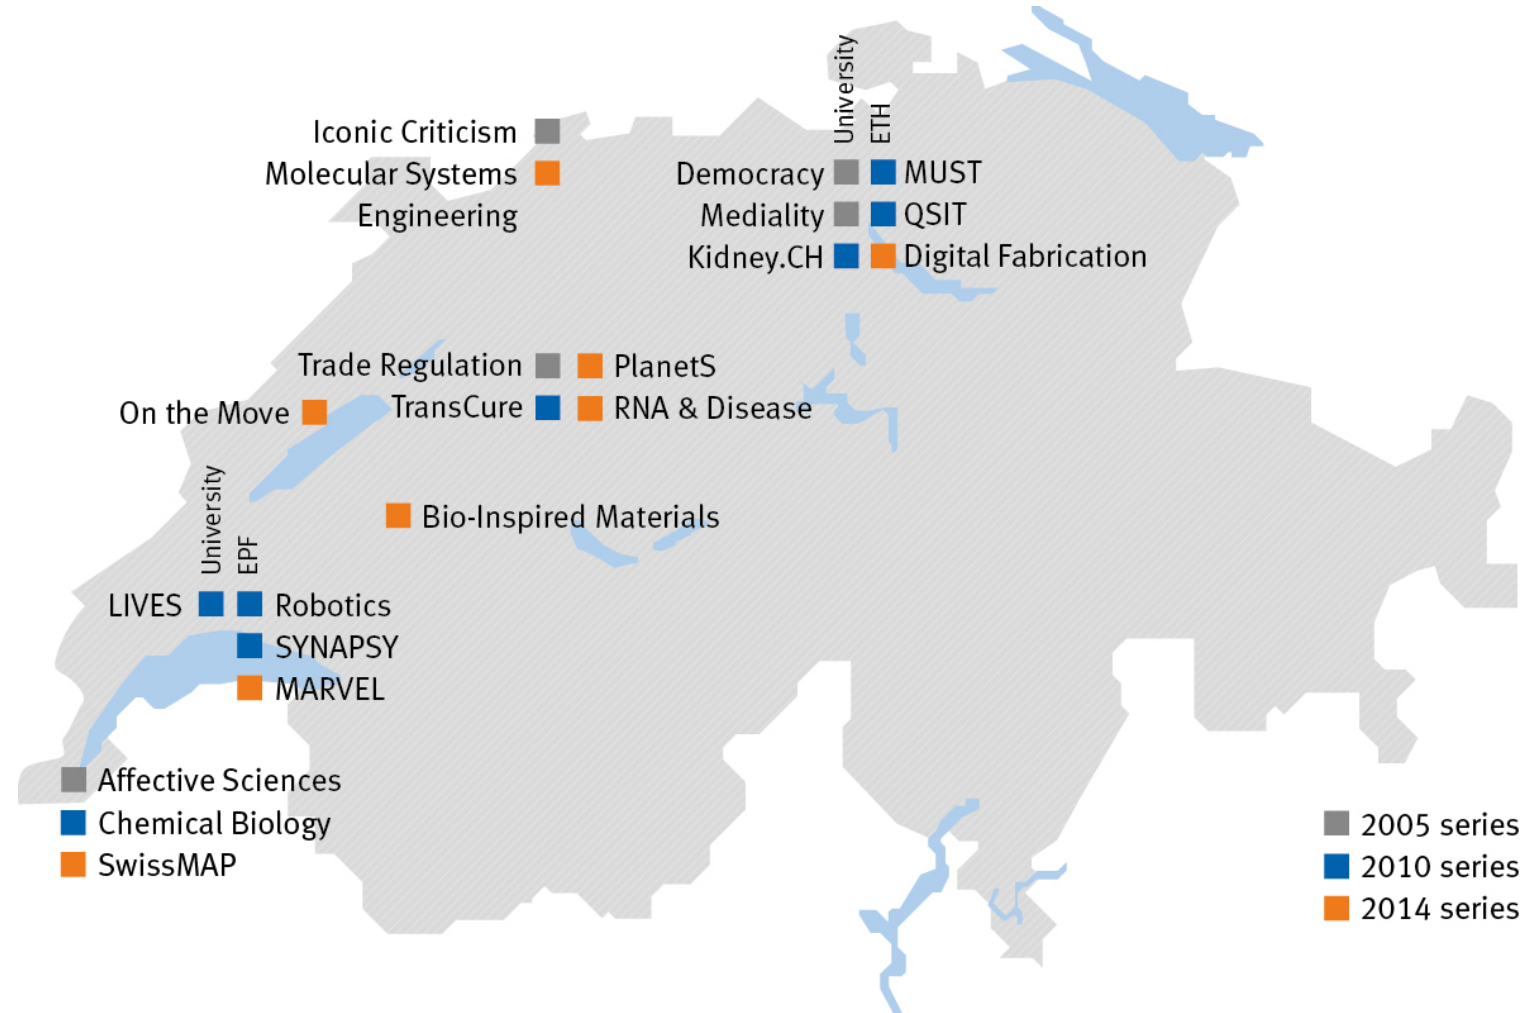 Iconic Criticism
Molecular Systems
Engineering
University
ETH
Democracy
MUST
Mediality
QSIT
Kidney.CH
Digital Fabrication
Trade Regulation
PlanetS
TransCure
RNA & Disease
On the Move
Bio-Inspired Materials
University
EPF
LIVES
Robotics
SYNAPSY
MARVEL
Affective Sciences
Chemical Biology
SwissMAP
2005 series
2010 series
2014 series